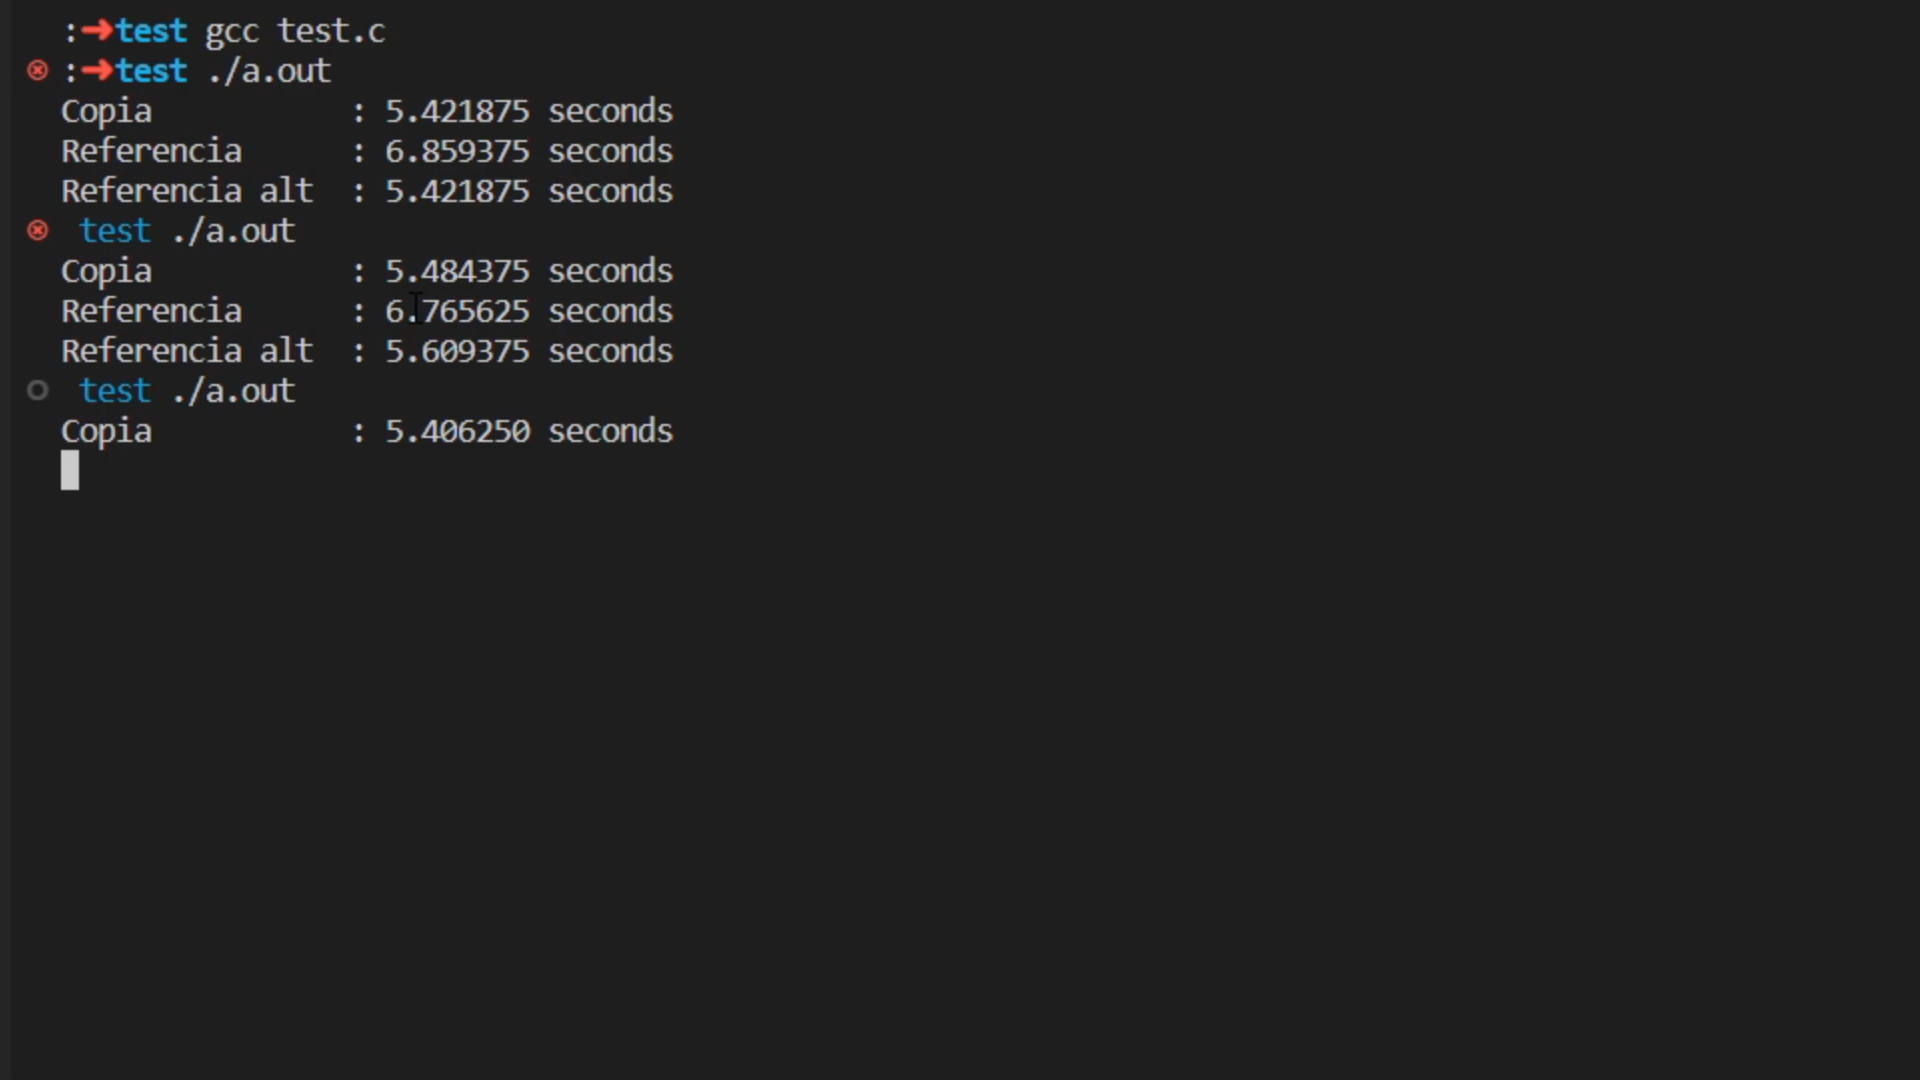 :➜test gcc test.c
:➜test ./a.out
Copia : 5.421875 seconds
Referencia : 6.859375 seconds
Referencia alt : 5.421875 seconds
test ./a.out
Copia : 5.484375 seconds
Referencia : 6.765625 seconds
Referencia alt : 5.609375 seconds
test ./a.out
Copia : 5.406250 seconds